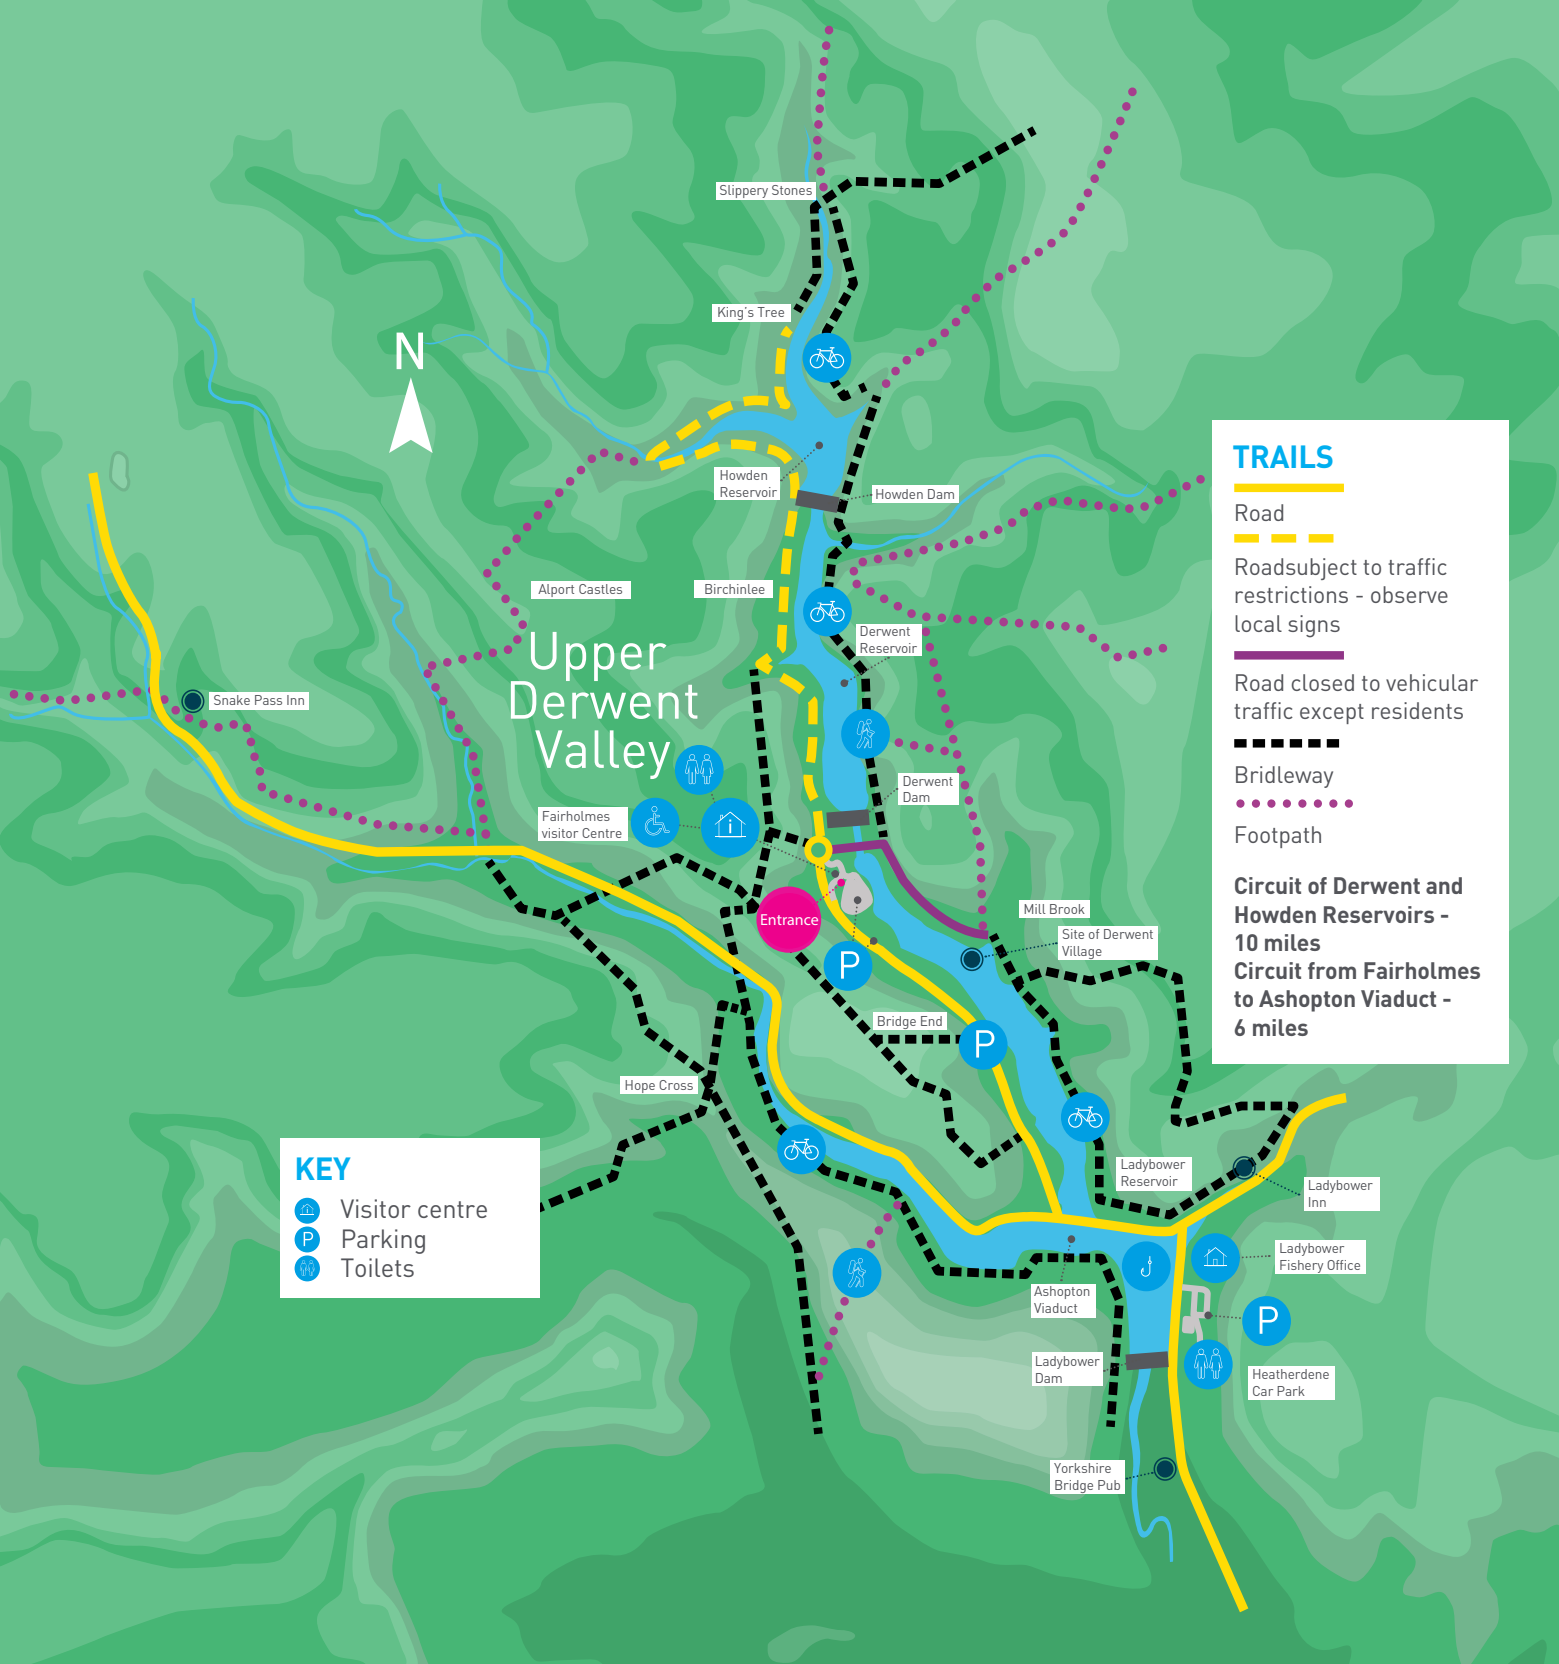 Slippery Stones
King's Tree
N
Howden
Reservoir
Howden Dam
Alport Castles
Birchinlee
Derwent
Reservoir
Upper
Derwent
Valley
Snake Pass Inn
Derwent
Dam
Fairholmes
visitor Centre
i
Entrance
Mill Brook
Site of Derwent
Village
P
Bridge End
P
Hope Cross
Ladybower
Reservoir
Ladybower
Inn
Ladybower
Fishery Office
Ashopton
Viaduct
P
Ladybower
Dam
Heatherdene
Car Park
Yorkshire
Bridge Pub
TRAILS
Road
Roadsubject to traffic
restrictions - observe
local signs
Road closed to vehicular
traffic except residents
Bridleway
Footpath
Circuit of Derwent and
Howden Reservoirs -
10 miles
Circuit from Fairholmes
to Ashopton Viaduct -
6 miles
KEY
Visitor centre
P Parking
Toilets